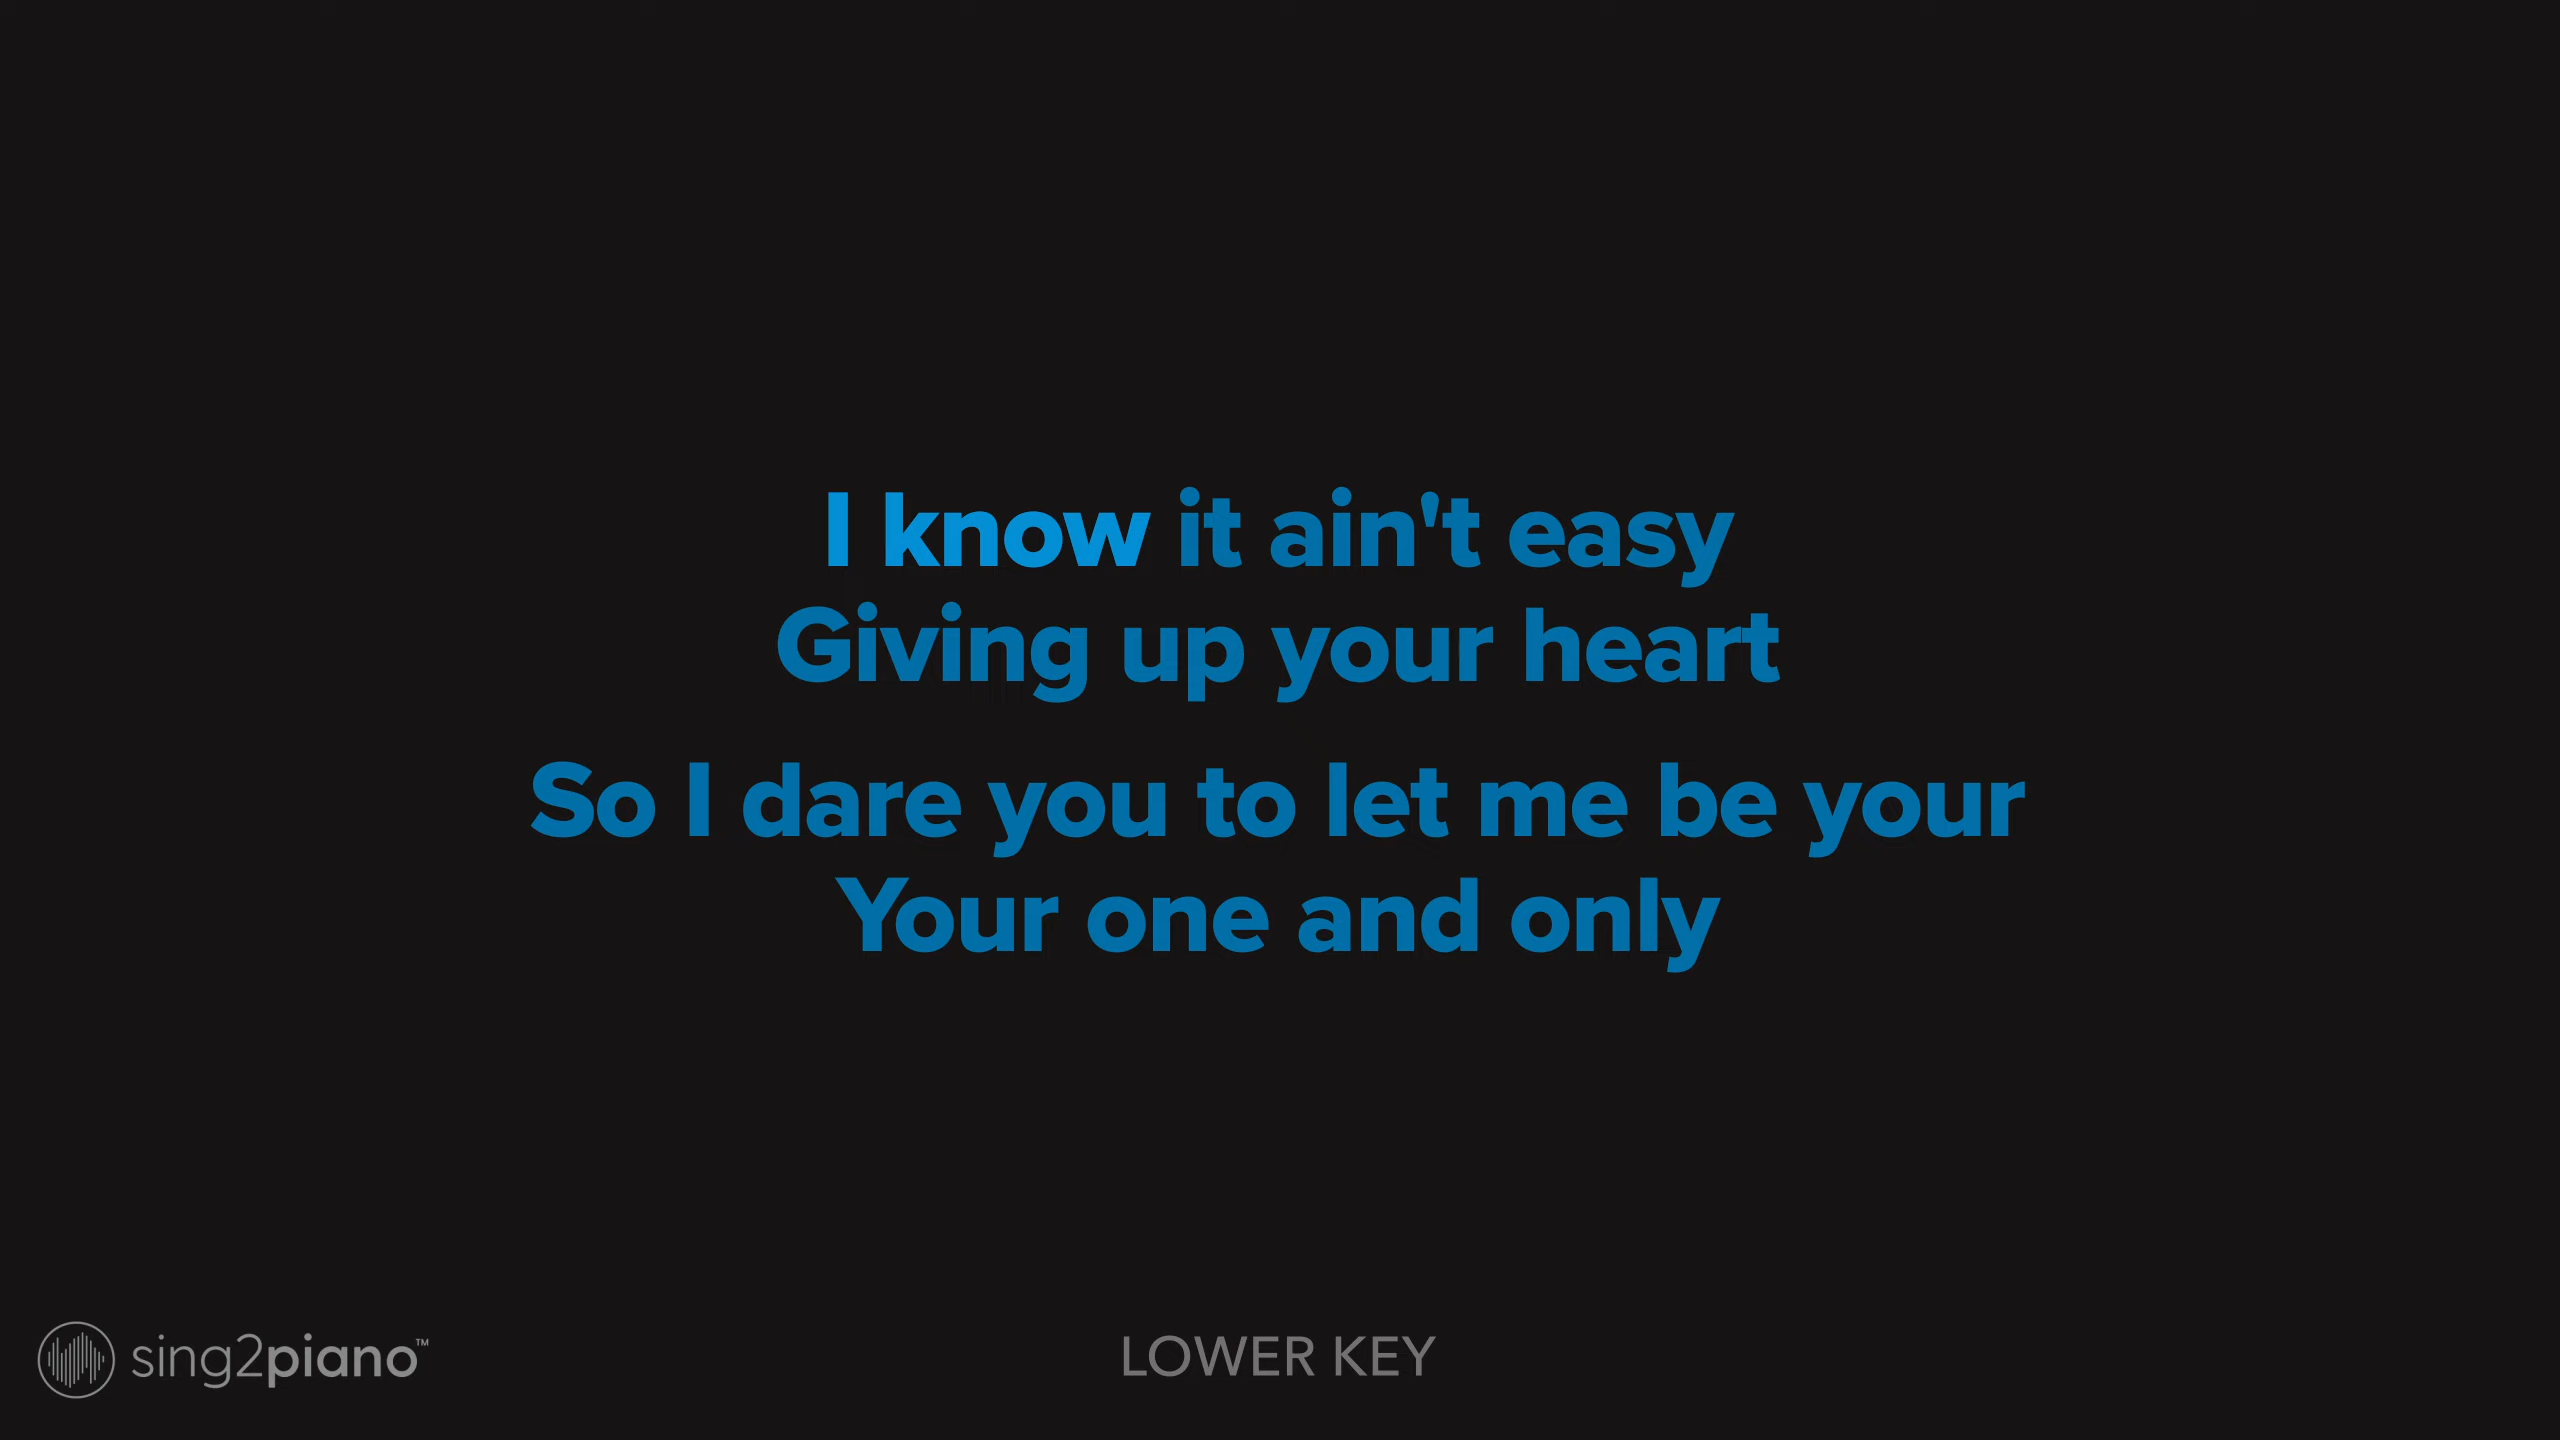 I know it ain't easy
Giving up your heart
So I dare you to let me be your
Your one and only
sing2piano™
LOWER KEY